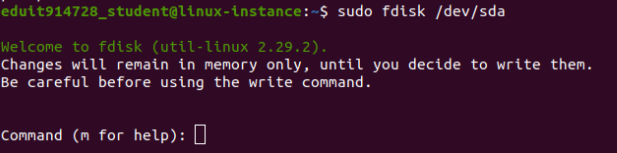 eduit914728_student@linux-instance:~$ sudo fdisk /dev/sda
Welcome to fdisk (util-linux 2.29.2).
Changes will remain in memory only, until you decide to write them.
Be careful before using the write command.
Command (m for help):